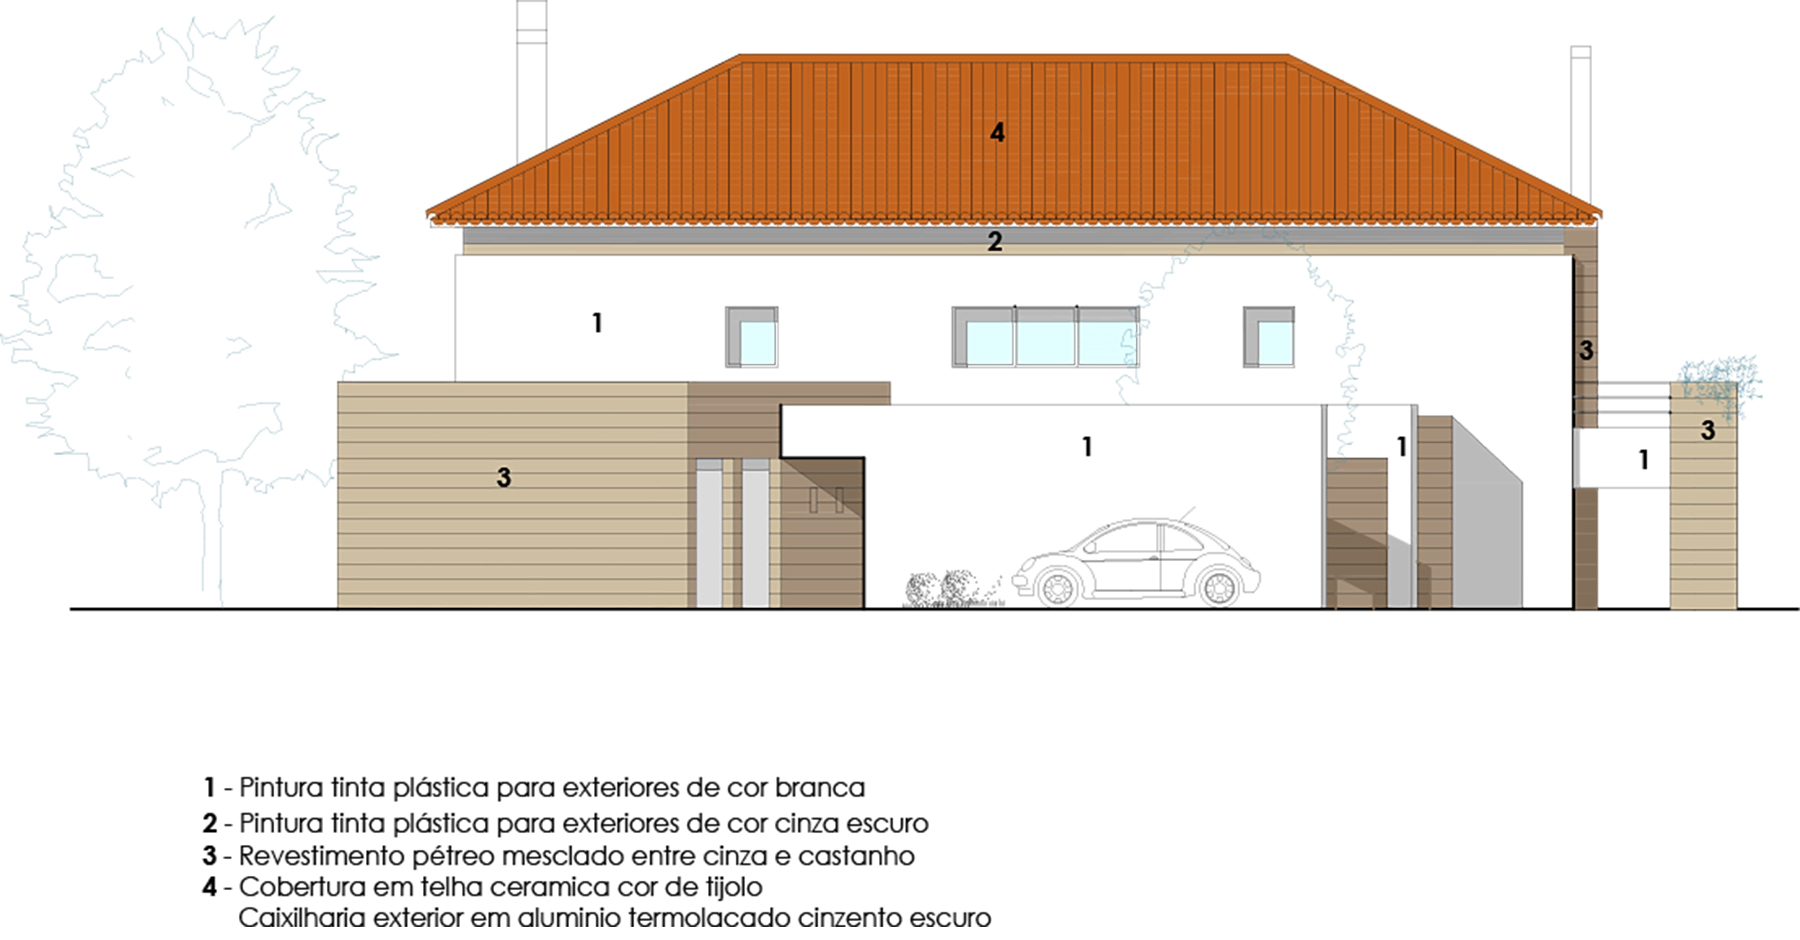 4
2
1
3
3
1
1
3
1
3
1 - Pintura tinta plástica para exteriores de cor branca
2 - Pintura tinta plástica para exteriores de cor cinza escuro
3 - Revestimento pétreo mesclado entre cinza e castanho
4 - Cobertura em telha ceramica cor de tijolo
Caixilharia exterior em aluminio termolacado cinzento escuro